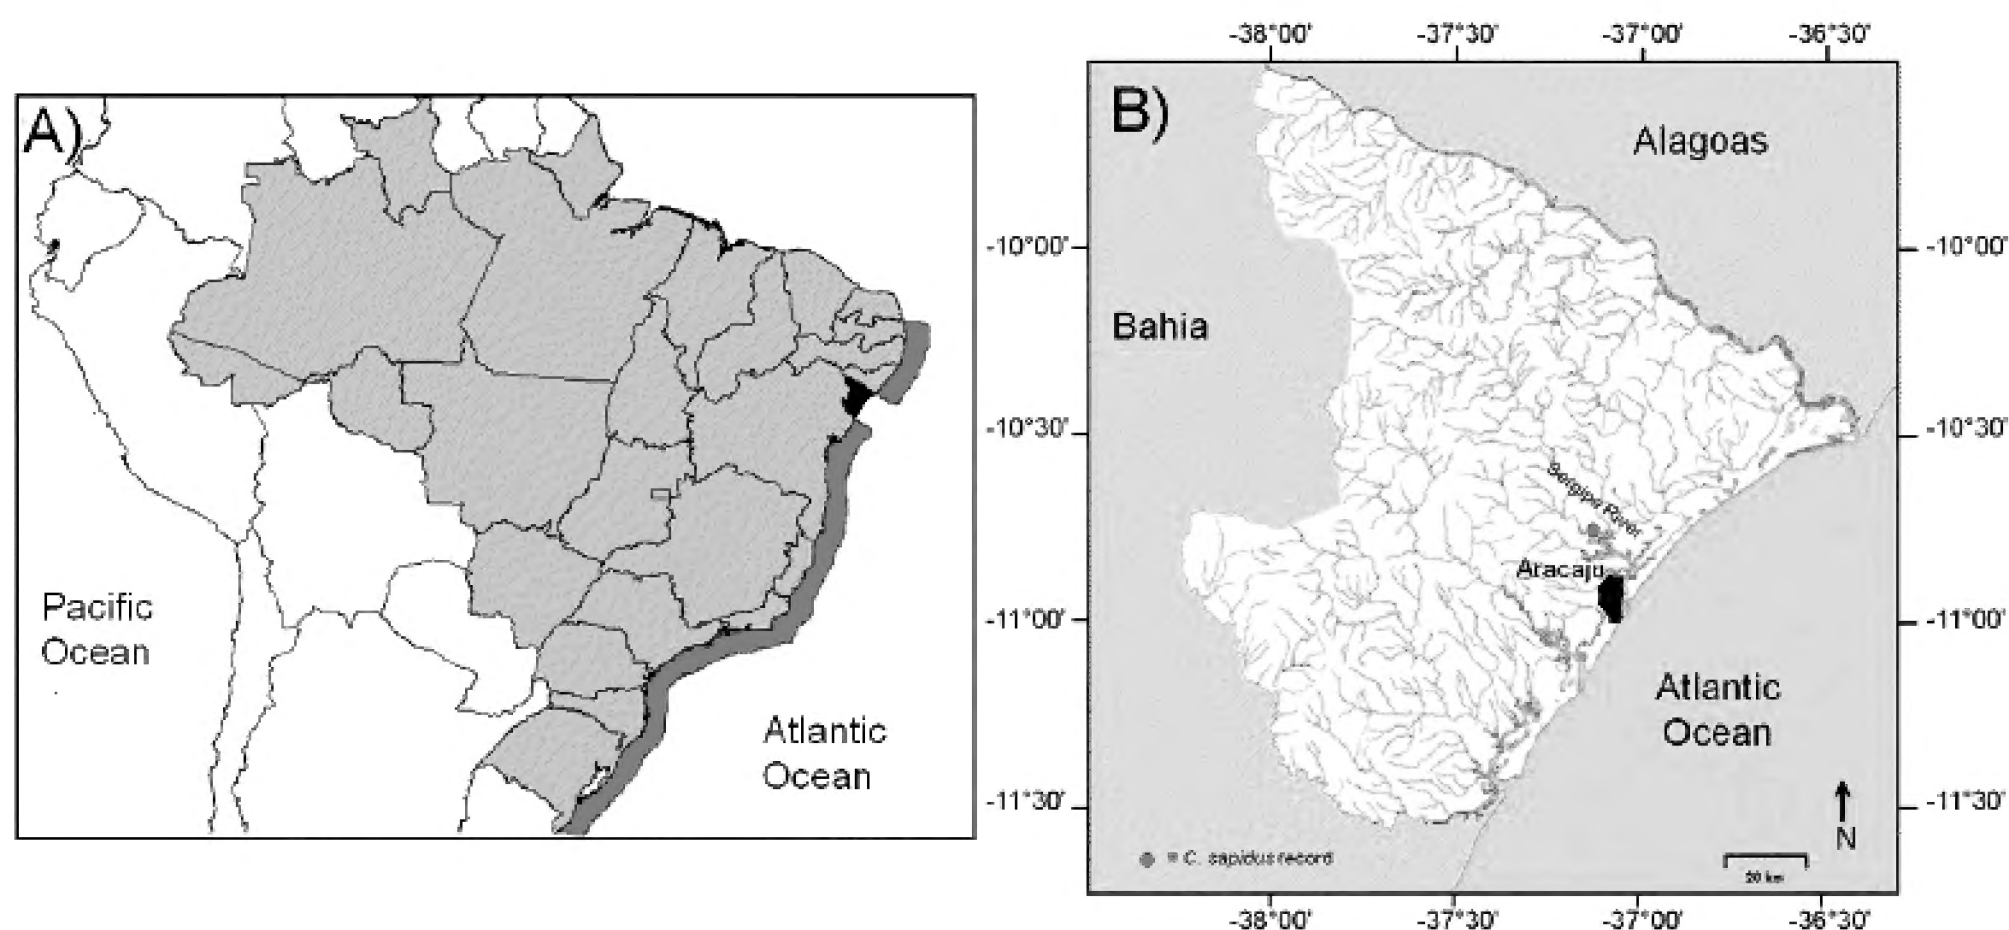 A)
Pacific
Ocean
Atlantic
Ocean
-38°00' -37°30' -37°00' -36°30'
B)
Alagoas
-10°00' -10°00'
Bahia
-10°30' -10°30'
Sergipe River
Aracaju
-11°00' -11°00'
Atlantic
Ocean
-11°30' -11°30'
N
= C. sapidus record
20 km
-38°00' -37°30' -37°00' -36°30'